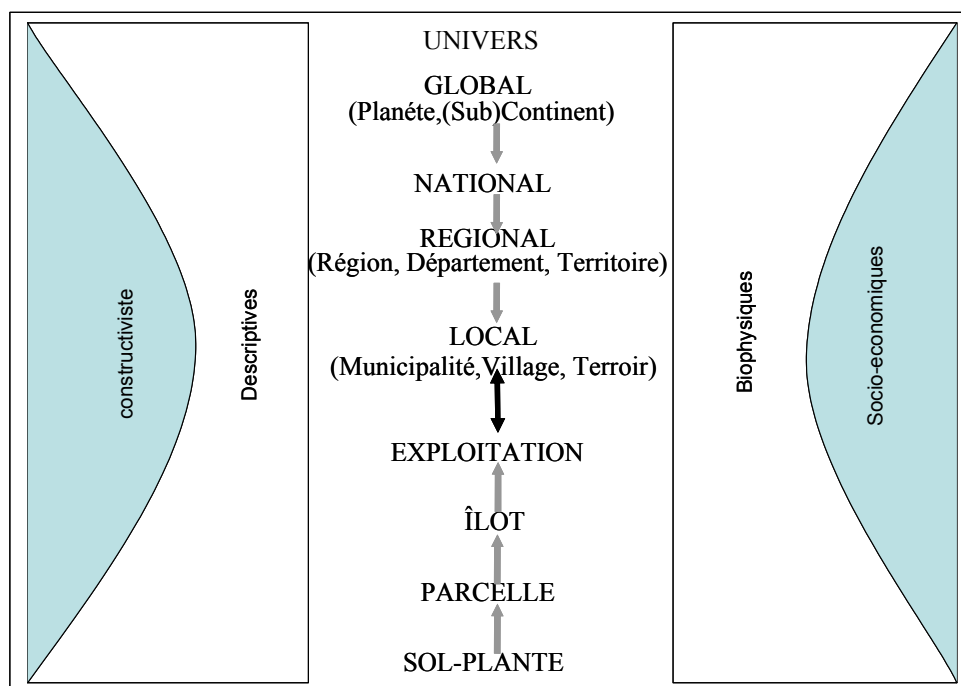 UNIVERS
GLOBAL
(Planéte,(Sub)Continent)
NATIONAL
REGIONAL
(Région, Département, Territoire)
LOCAL
(Municipalité,Village, Terroir)
EXPLOITATION
ÎLOT
PARCELLE
SOL-PLANTE
constructiviste
Descriptives
Biophysiques
Socio-economiques